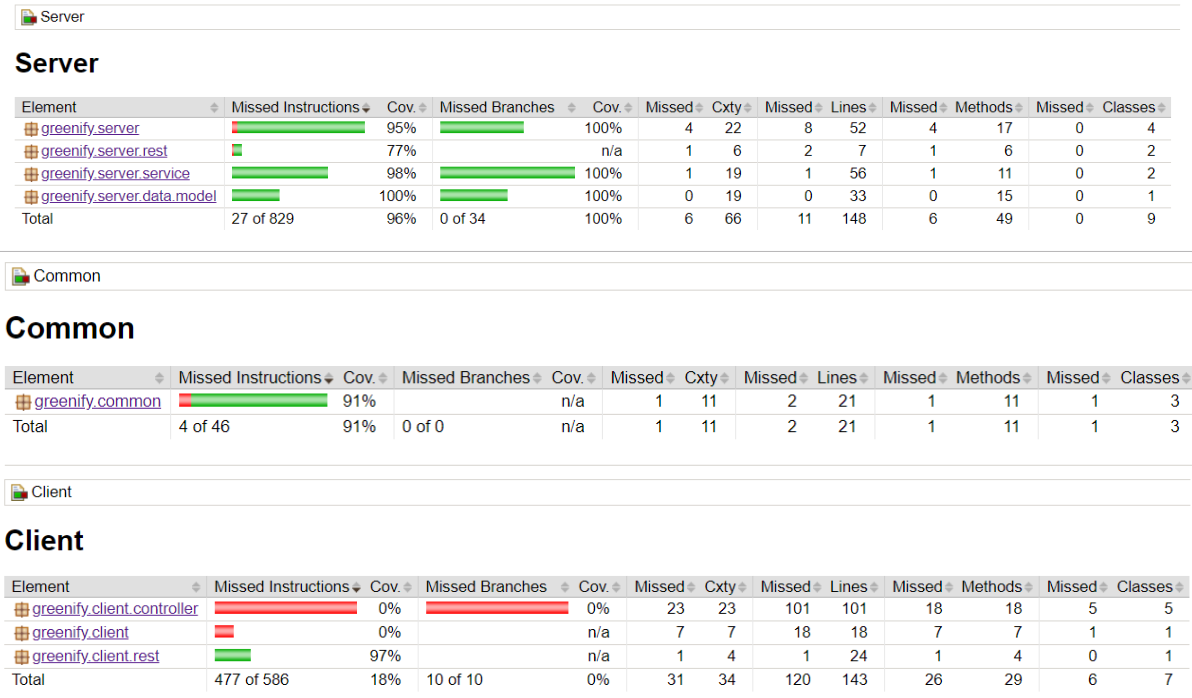 Server
Server
Element Missed Instructions Cov. Missed Branches Cov. Missed Cxty Missed Lines Missed Methods Missed Classes
greenify.server 95% 100% 4 22 8 52 4 17 0 4
greenify.server.rest 77% n/a 1 6 2 7 1 6 0 2
greenify.server.service 98% 100% 1 19 1 56 1 11 0 2
greenify.server.data.model 100% 100% 0 19 0 33 0 15 0 1
Total 27 of 829 96% 0 of 34 100% 6 66 11 148 6 49 0 9
Common
Common
Element Missed Instructions Cov. Missed Branches Cov. Missed Cxty Missed Lines Missed Methods Missed Classes
greenify.common 91% n/a 1 11 2 21 1 11 1 3
Total 4 of 46 91% 0 of 0 n/a 1 11 2 21 1 11 1 3
Client
Client
Element Missed Instructions Cov. Missed Branches Cov. Missed Cxty Missed Lines Missed Methods Missed Classes
greenify.client.controller 0% 0% 23 23 101 101 18 18 5 5
greenify.client 0% n/a 7 7 18 18 7 7 1 1
greenify.client.rest 97% n/a 1 4 1 24 1 4 0 1
Total 477 of 586 18% 10 of 10 0% 31 34 120 143 26 29 6 7